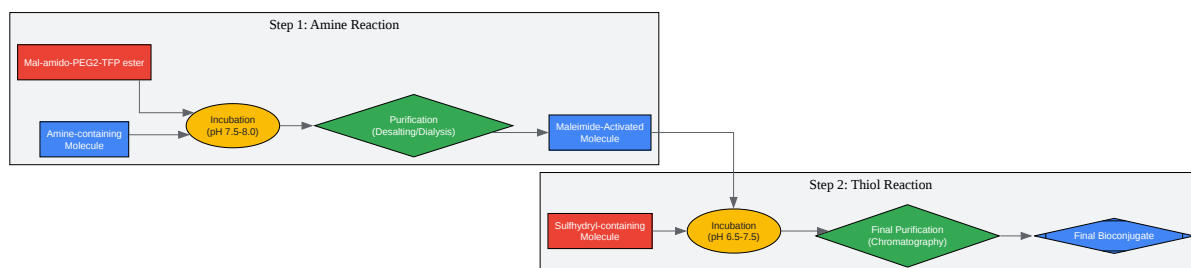 Step 1: Amine Reaction
Mal-amido-PEG2-TFP ester
Amine-containing
Molecule
Incubation
(pH 7.5-8.0)
Purification
(Desalting/Dialysis)
Maleimide-Activated
Molecule
Step 2: Thiol Reaction
Sulfhydryl-containing
Molecule
Incubation
(pH 6.5-7.5)
Final Purification
(Chromatography)
Final Bioconjugate